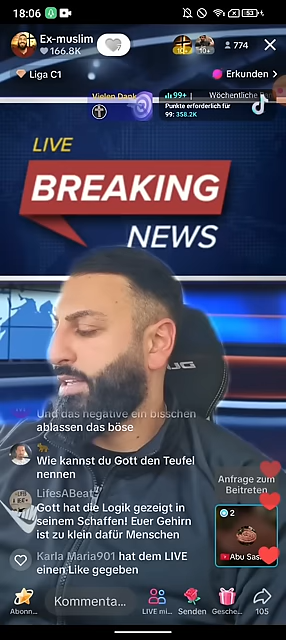 18:06
Ex-muslim
166.8K
10+
774
Liga C1
Erkunden >
Vielen Dank
99+ | Wöchentliche Ran
Punkte erforderlich für
99: 358.2K
LIVE
BREAKING
NEWS
Und das negative ein bisschen
ablassen das böse
Wie kannst du Gott den Teufel
nennen
LifesABeat
Gott hat die Logik gezeigt in
seinem Schaffen! Euer Gehirn
ist zu klein dafür Menschen
Karla Maria901 hat dem LIVE
einen Like gegeben
Anfrage zum
Beitreten
2
Abu Sas
Kommenta...
Abonn...
LIVE mi...
Senden
Gesche...
105